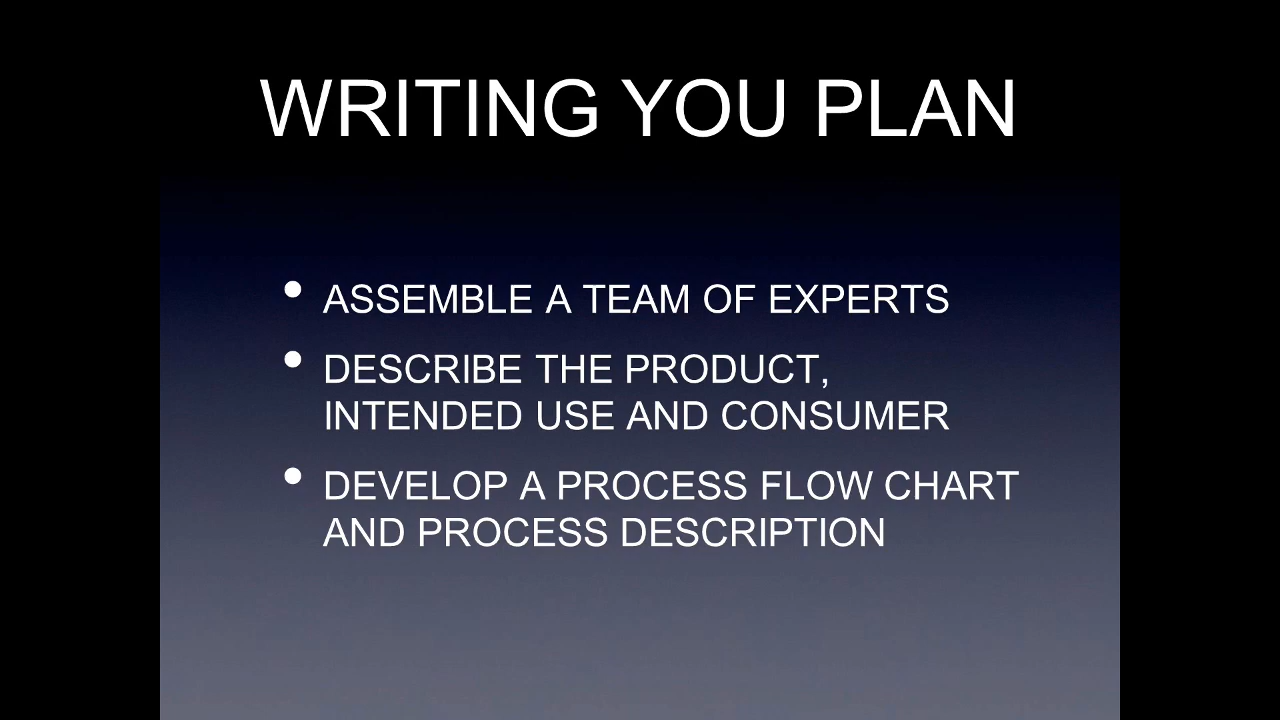 WRITING YOU PLAN
• ASSEMBLE A TEAM OF EXPERTS
• DESCRIBE THE PRODUCT,
INTENDED USE AND CONSUMER
• DEVELOP A PROCESS FLOW CHART
AND PROCESS DESCRIPTION